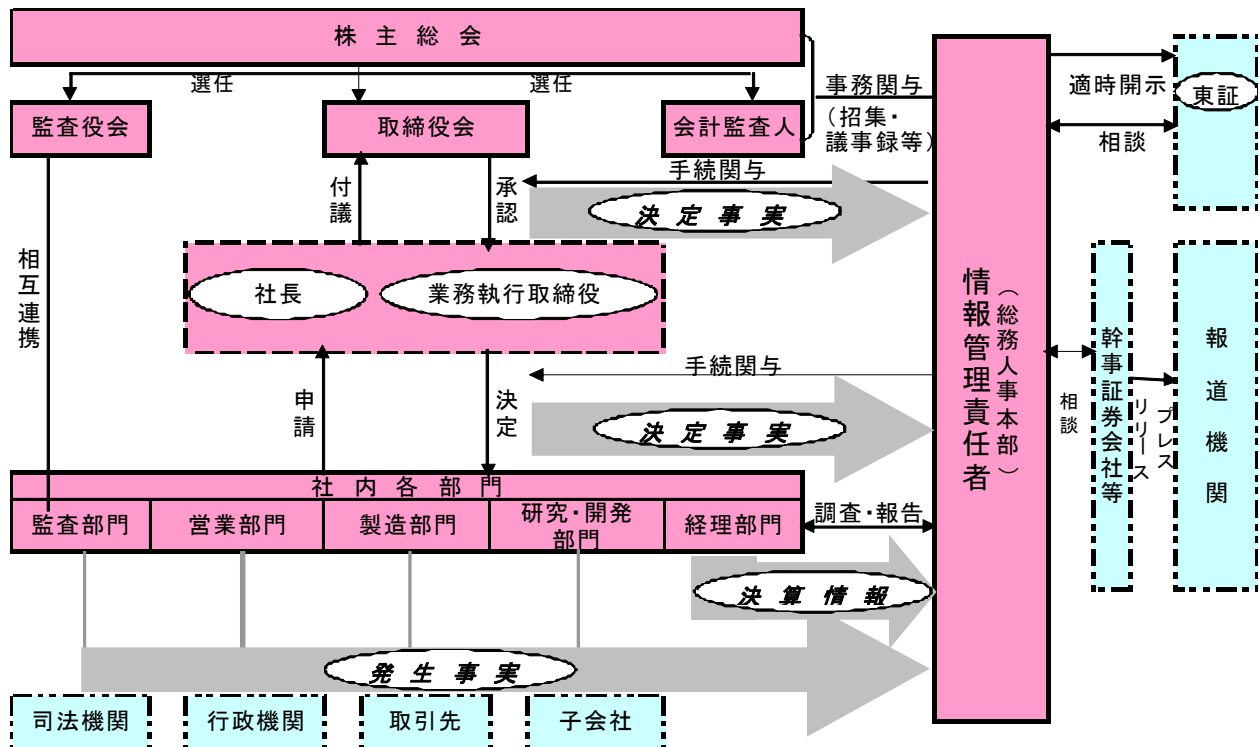 株主総会
選任
選任
監査役会
取締役会
会計監査人
事務関与
(招集・
議事録等)
適時開示
東証
相談
手続関与
決定事実
付議
承認
相互連携
社長
業務執行取締役
情報管理責任者
(総務人事本部)
手続関与
決定事実
申請
決定
相談
幹事証券会社等
プレス
リリース
報道機関
社内各部門
監査部門
営業部門
製造部門
研究・開発
部門
経理部門
調査・報告
決算情報
発生事実
司法機関
行政機関
取引先
子会社